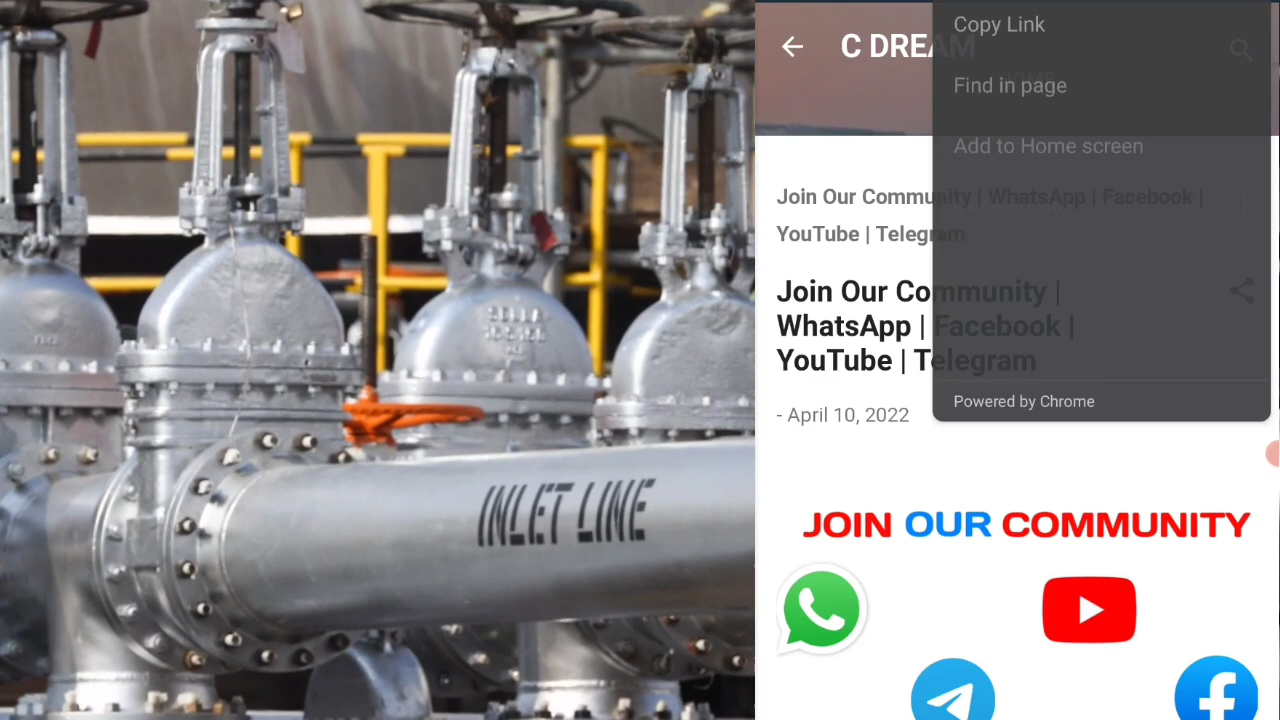 INLET LINE
C DREAM
Copy Link
Find in page
Add to Home screen
Powered by Chrome
Join Our Community | WhatsApp | Facebook |
YouTube | Telegram
Join Our Community |
WhatsApp | Facebook |
YouTube | Telegram
- April 10, 2022
JOIN OUR COMMUNITY